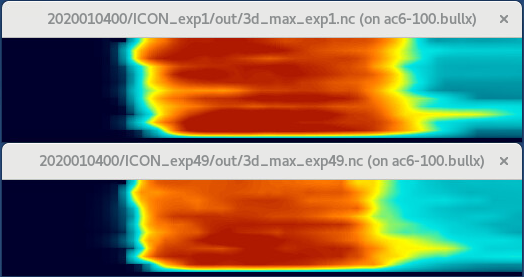 2020010400/ICON_exp1/out/3d_max_exp1.nc (on ac6-100.bullx)
2020010400/ICON_exp49/out/3d_max_exp49.nc (on ac6-100.bullx)